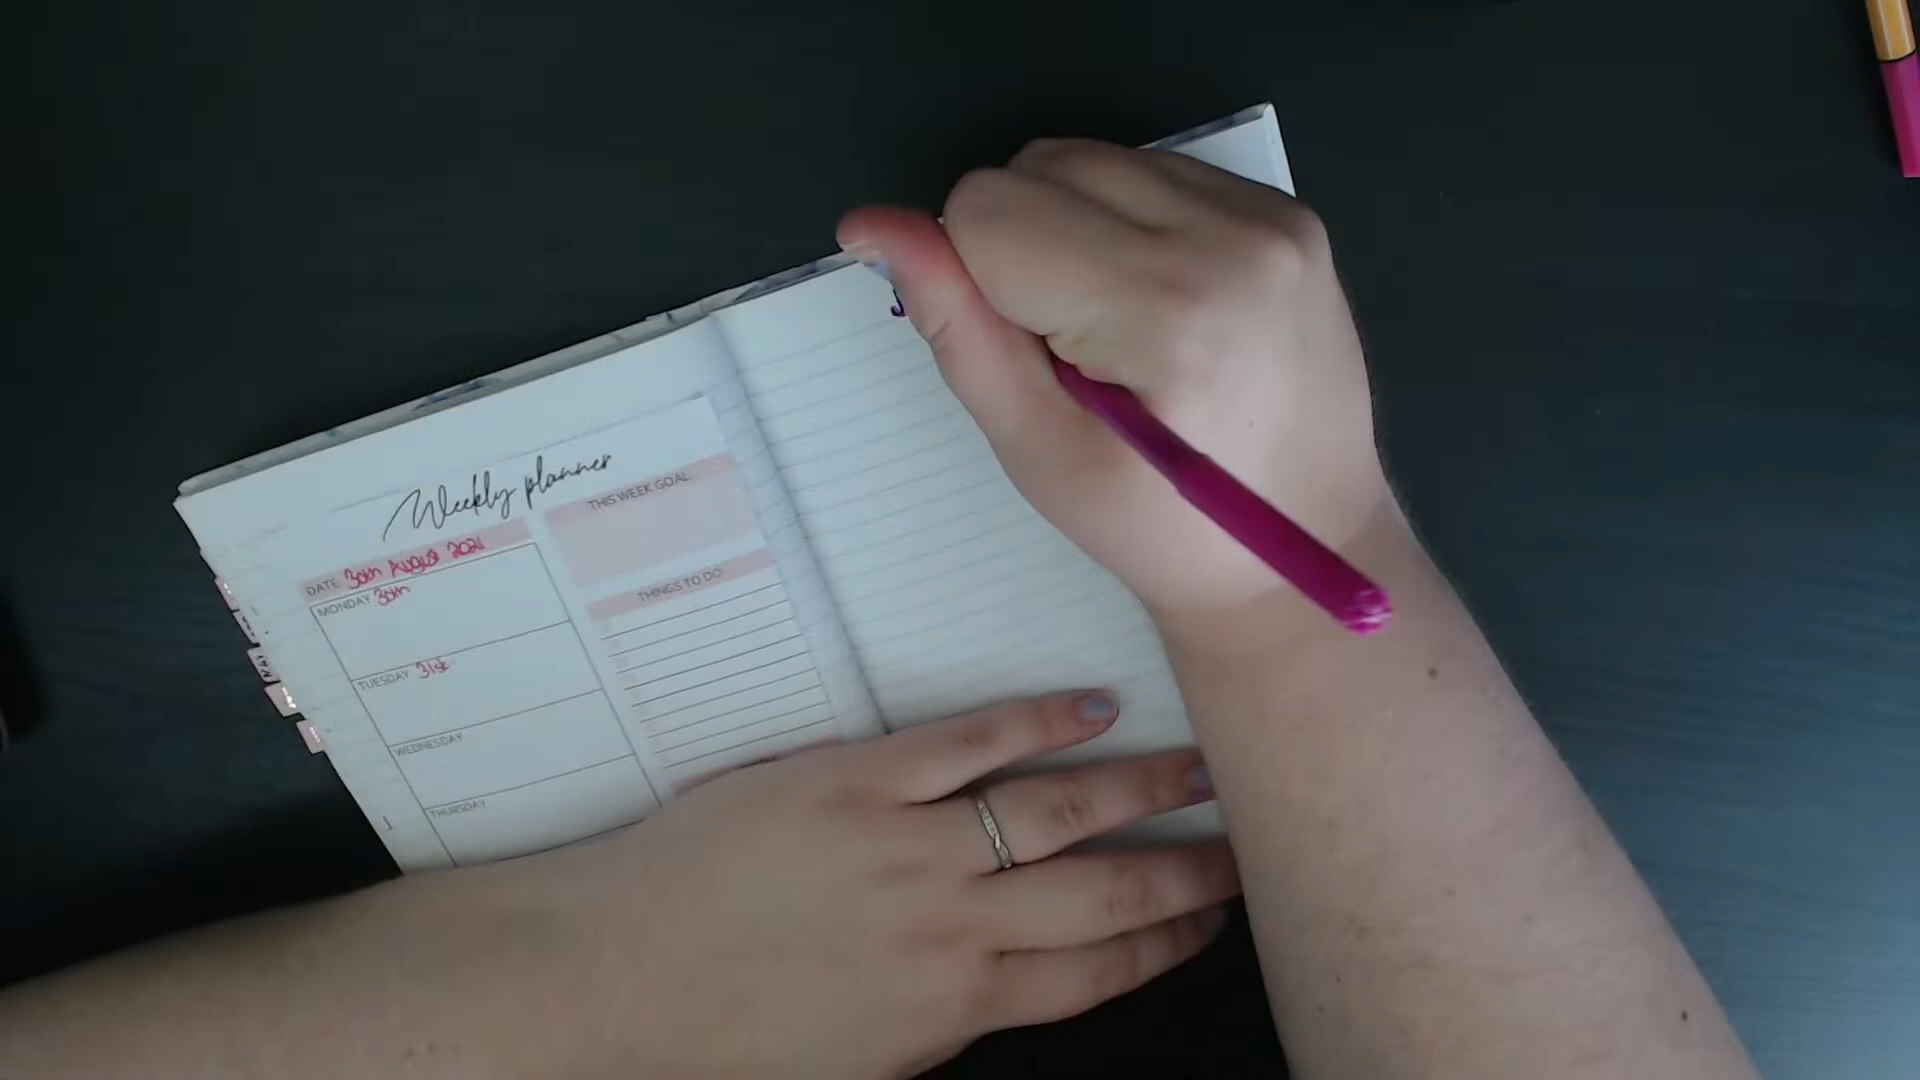 Weekly planner
DATE 30th August 2021
THIS WEEK GOAL
MONDAY 30th
THINGS TO DO
TUESDAY 31st
WEDNESDAY
THURSDAY